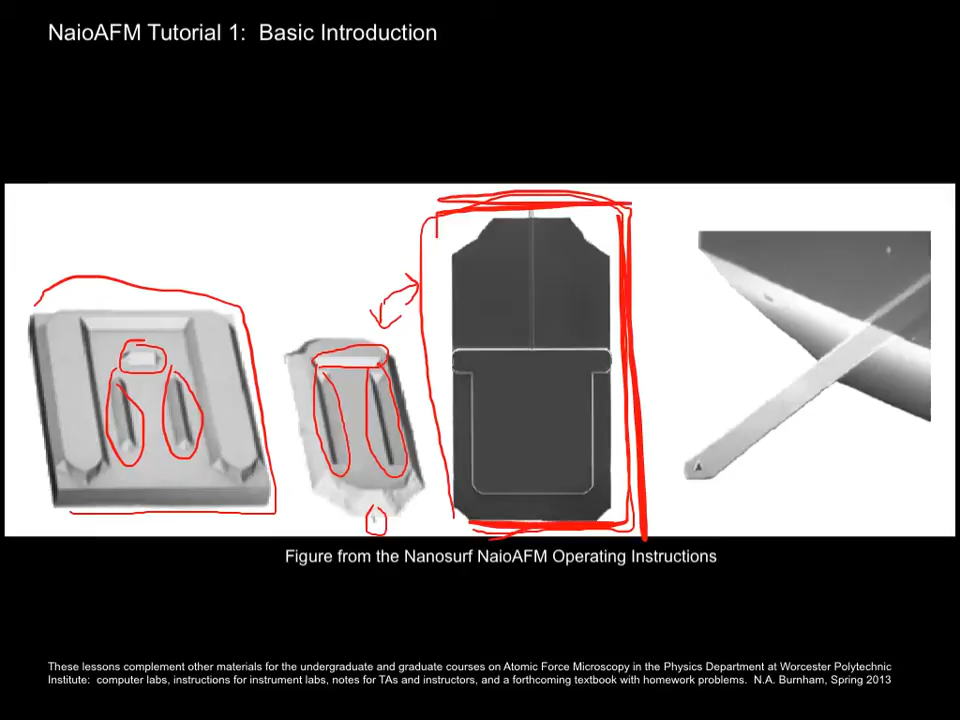 NaioAFM Tutorial 1: Basic Introduction
Figure from the Nanosurf NaioAFM Operating Instructions
These lessons complement other materials for the undergraduate and graduate courses on Atomic Force Microscopy in the Physics Department at Worcester Polytechnic
Institute: computer labs, instructions for instrument labs, notes for TAs and instructors, and a forthcoming textbook with homework problems. N.A. Burnham, Spring 2013